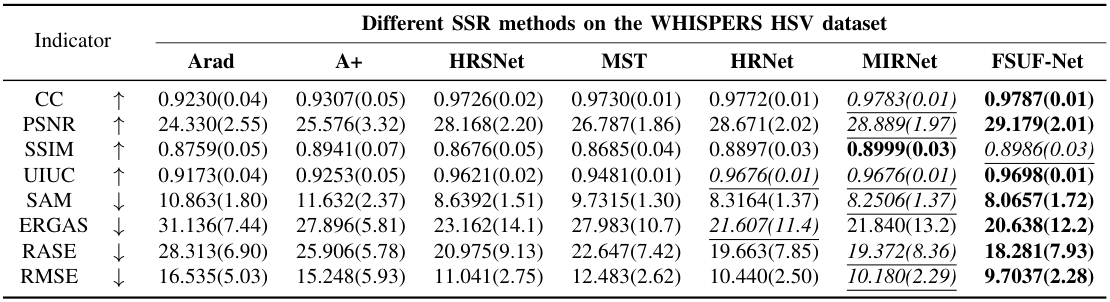 Different SSR methods on the WHISPERS HSV dataset
Indicator
Arad A+ HRSNet MST HRNet MIRNet FSUF-Net
CC ↑ 0.9230(0.04) 0.9307(0.05) 0.9726(0.02) 0.9730(0.01) 0.9772(0.01) 0.9783(0.01) 0.9787(0.01)
PSNR ↑ 24.330(2.55) 25.576(3.32) 28.168(2.20) 26.787(1.86) 28.671(2.02) 28.889(1.97) 29.179(2.01)
SSIM ↑ 0.8759(0.05) 0.8941(0.07) 0.8676(0.05) 0.8685(0.04) 0.8897(0.03) 0.8999(0.03) 0.8986(0.03)
UIUC ↑ 0.9173(0.04) 0.9253(0.05) 0.9621(0.02) 0.9481(0.01) 0.9676(0.01) 0.9676(0.01) 0.9698(0.01)
SAM ↓ 10.863(1.80) 11.632(2.37) 8.6392(1.51) 9.7315(1.30) 8.3164(1.37) 8.2506(1.37) 8.0657(1.72)
ERGAS ↓ 31.136(7.44) 27.896(5.81) 23.162(14.1) 27.983(10.7) 21.607(11.4) 21.840(13.2) 20.638(12.2)
RASE ↓ 28.313(6.90) 25.906(5.78) 20.975(9.13) 22.647(7.42) 19.663(7.85) 19.372(8.36) 18.281(7.93)
RMSE ↓ 16.535(5.03) 15.248(5.93) 11.041(2.75) 12.483(2.62) 10.440(2.50) 10.180(2.29) 9.7037(2.28)